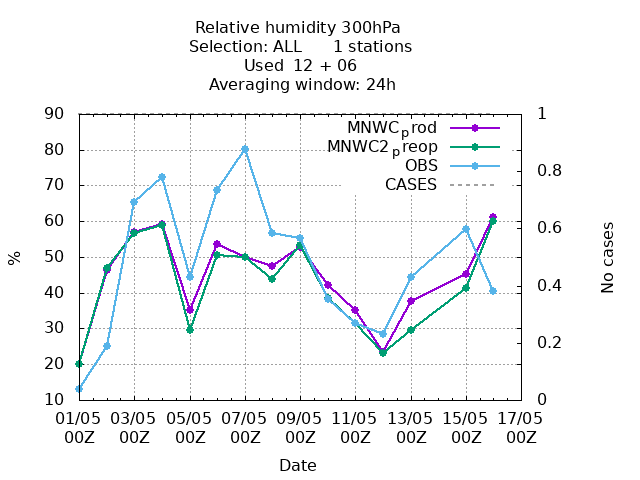 Relative humidity 300hPa
Selection: ALL 1 stations
Used 12 + 06
Averaging window: 24h
90 1
MNWCprod
MNWC2preop
OBS
CASES
80 0.8
70
60 0.6
50
40 0.4
30
20 0.2
10 0
%
No cases
01/05 03/05 05/05 07/05 09/05 11/05 13/05 15/05 17/05
00Z 00Z 00Z 00Z 00Z 00Z 00Z 00Z 00Z
Date